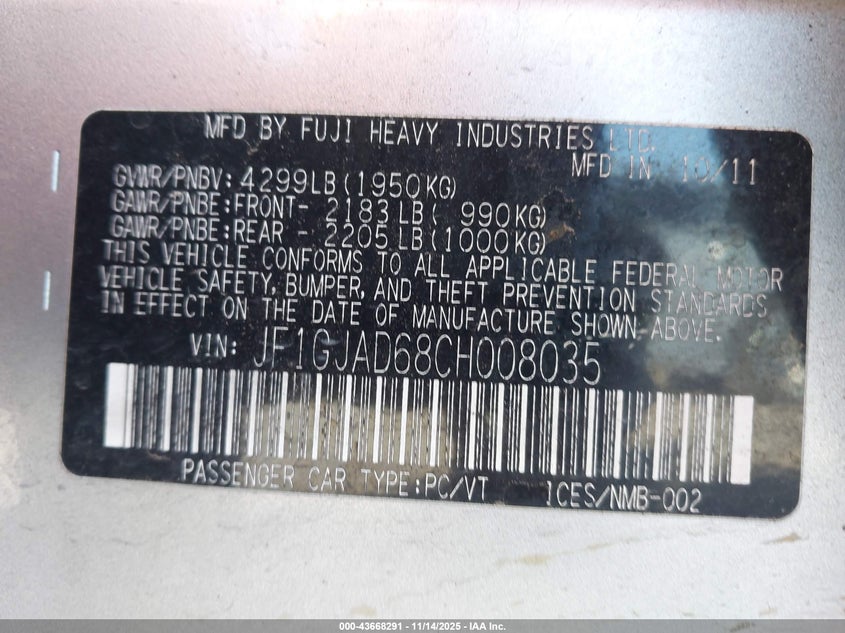 MFD BY FUJI HEAVY INDUSTRIES LTD.
MFD IN 10/11
GVWR/PNBV: 4299LB (1950KG)
GAWR/PNBE:FRONT- 2183LB( 990KG)
GAWR/PNBE:REAR - 2205LB(1000KG)
THIS VEHICLE CONFORMS TO ALL APPLICABLE FEDERAL MOTOR
VEHICLE SAFETY, BUMPER, AND THEFT PREVENTION STANDARDS
IN EFFECT ON THE DATE OF MANUFACTURE SHOWN ABOVE.
VIN: JF1GJAD68CH008035
PASSENGER CAR TYPE:PC/VT ICES/NMB-002
000-43668291 - 11/14/2025 - IAA Inc.